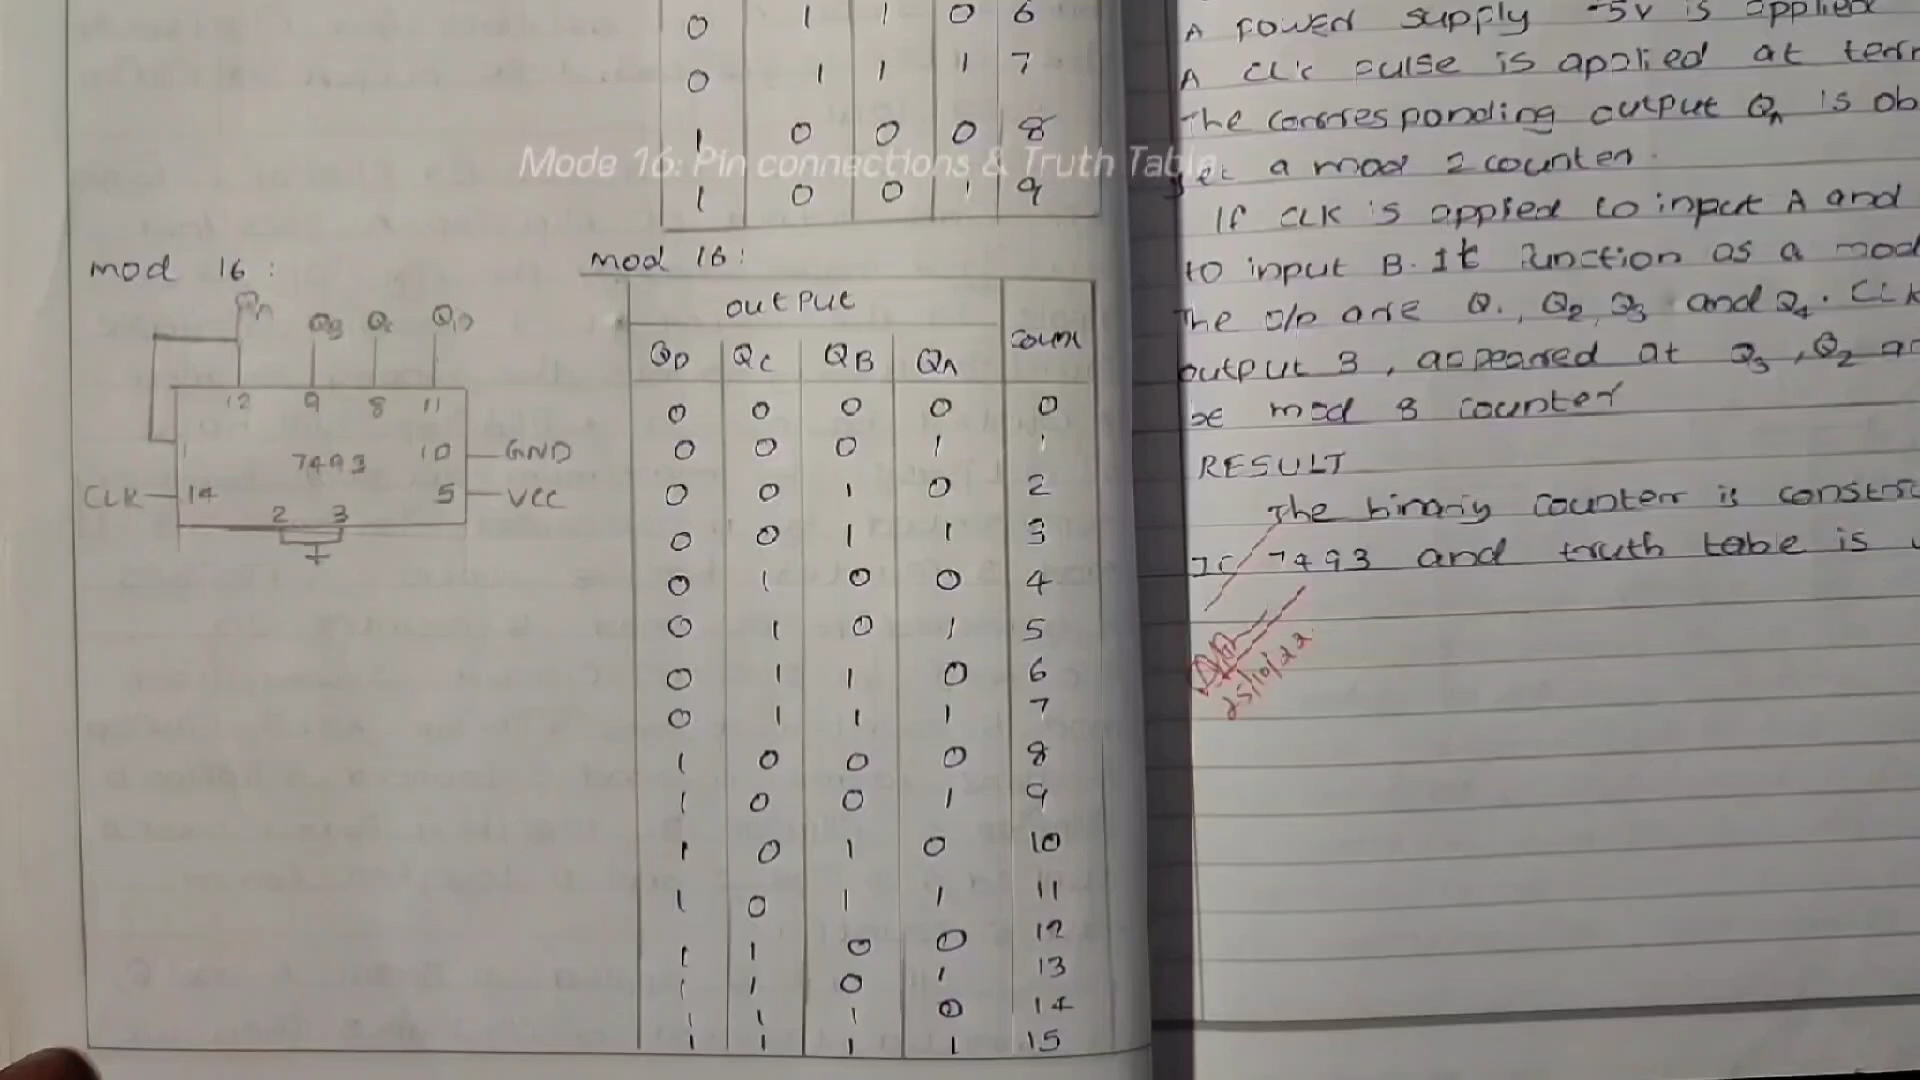 0 1 1 0 6
0 1 1 1 7
1 0 0 0 8
1 0 0 1 9
Mode 16: Pin connections & Truth Table
mod 16 :
QA QB QC QD
12 9 8 11
1 10 GND
7493
CLK 14 5 VCC
2 3
mod 16 :
output
QD QC QB QA count
0 0 0 0 0
0 0 0 1 1
0 0 1 0 2
0 0 1 1 3
0 1 0 0 4
0 1 0 1 5
0 1 1 0 6
0 1 1 1 7
1 0 0 0 8
1 0 0 1 9
1 0 1 0 10
1 0 1 1 11
1 1 0 0 12
1 1 0 1 13
1 1 1 0 14
1 1 1 1 15
A power supply -5V is applied
A CLK pulse is applied at
The corresponding output QA is
a mod 2 counter.
If CLK is applied to input A and
to input B. It function as a mod
The o/p are Q1, Q2, Q3 and Q4. CLK
output 3, appeared at Q3, Q2
be mod 8 counter
RESULT
The binary counter is
IC 7493 and truth table is
25/10/22